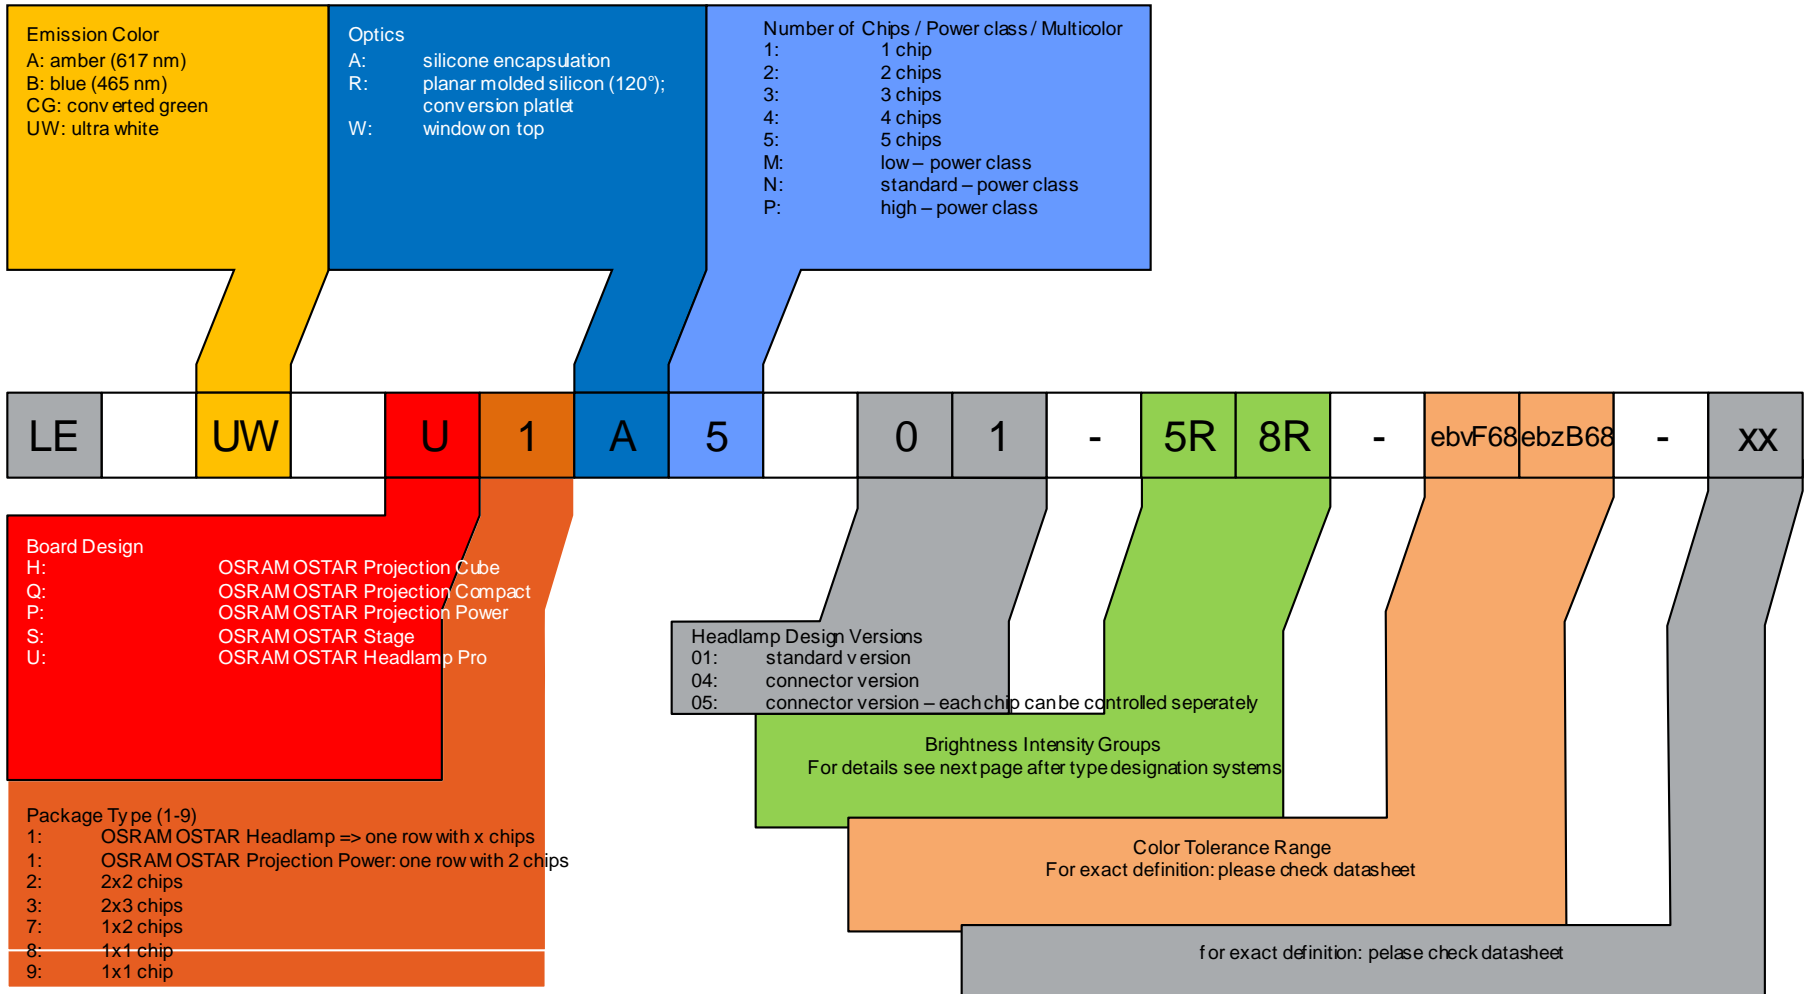 Emission Color
A: amber (617 nm)
B: blue (465 nm)
CG: converted green
UW: ultra white
Optics
A: silicone encapsulation
R: planar molded silicon (120°);
conversion platlet
W: window on top
Number of Chips / Power class / Multicolor
1: 1 chip
2: 2 chips
3: 3 chips
4: 4 chips
5: 5 chips
M: low – power class
N: standard – power class
P: high – power class
LE UW U 1 A 5 0 1 - 5R 8R - ebvF68 ebzB68 - xx
Board Design
H: OSRAM OSTAR Projection Cube
Q: OSRAM OSTAR Projection Compact
P: OSRAM OSTAR Projection Power
S: OSRAM OSTAR Stage
U: OSRAM OSTAR Headlamp Pro
Package Type (1-9)
1: OSRAM OSTAR Headlamp => one row with x chips
1: OSRAM OSTAR Projection Power: one row with 2 chips
2: 2x2 chips
3: 2x3 chips
7: 1x2 chips
8: 1x1 chip
9: 1x1 chip
Headlamp Design Versions
01: standard version
04: connector version
05: connector version – each chip can be controlled seperately
Brightness Intensity Groups
For details see next page after type designation systems
Color Tolerance Range
For exact definition: please check datasheet
for exact definition: pelase check datasheet